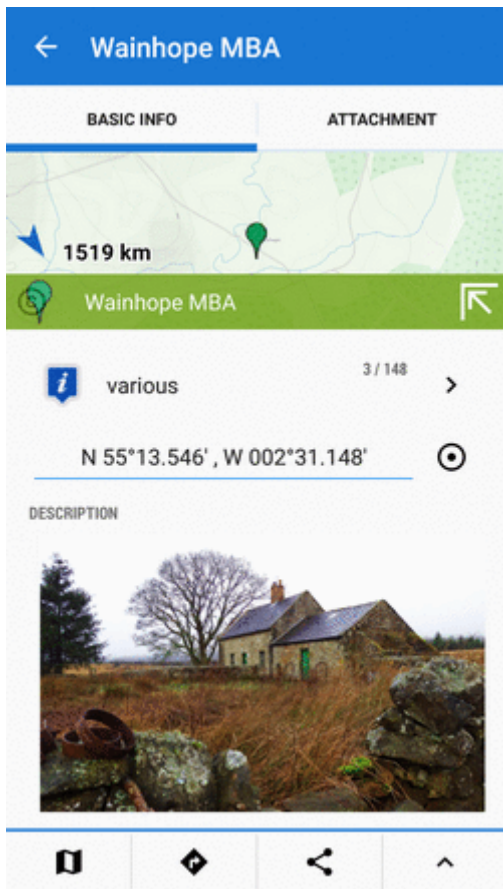 Wainhope MBA
BASIC INFO ATTACHMENT
1519 km
Wainhope MBA
various 3 / 148
N 55°13.546' , W 002°31.148'
DESCRIPTION